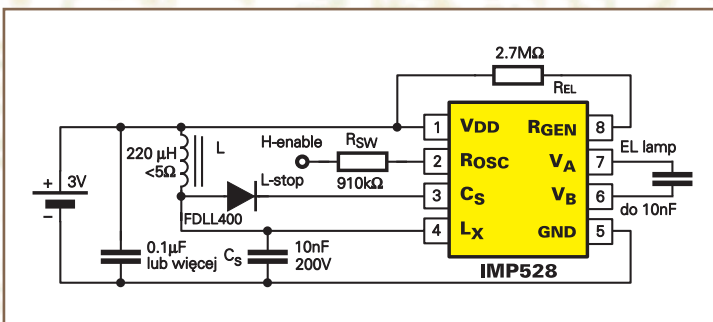 2.7MΩ
REL
1 VDD RGEN 8
H-enable RSW
220 µH L
<5Ω
2 ROSC VA 7 EL lamp
910kΩ
+ 3V
−
L-stop
3 CS VB 6
FDLL400
do 10nF
4 LX GND 5
0.1µF
lub więcej
CS 10nF
200V
IMP528